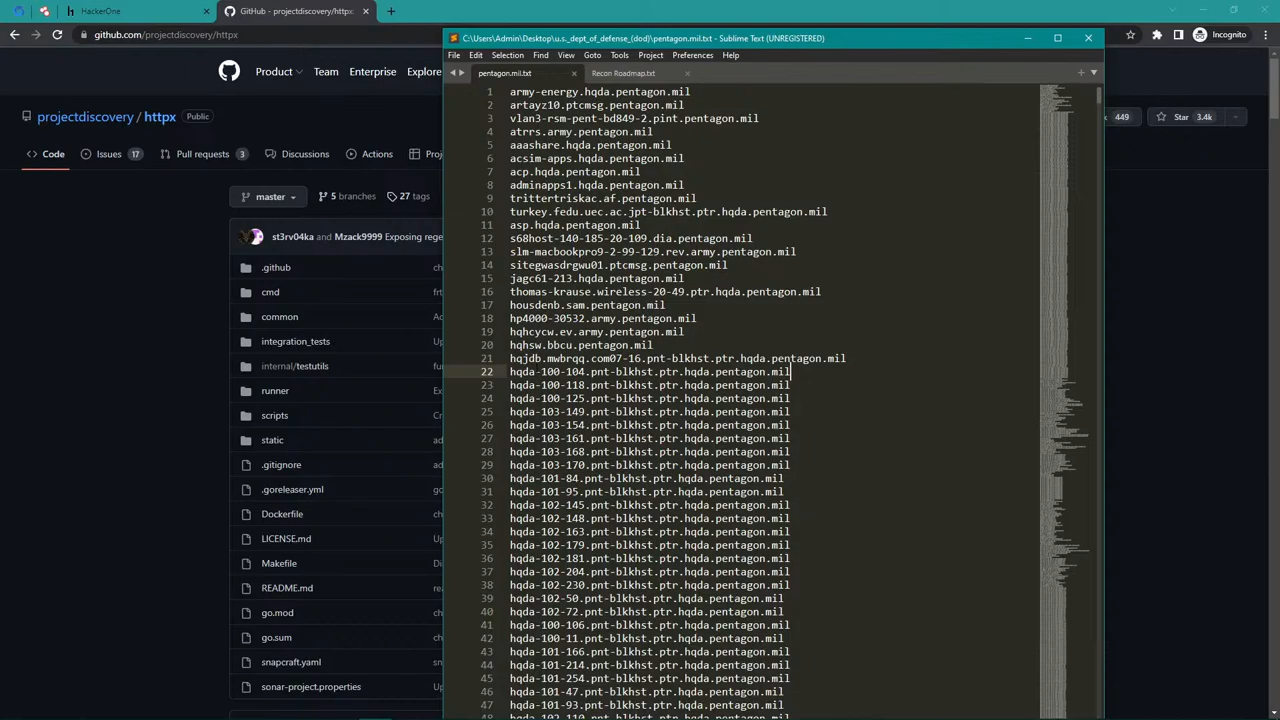 HackerOne
GitHub - projectdiscovery/httpx
github.com/projectdiscovery/httpx
Incognito
Product
Team
Enterprise
Explore
projectdiscovery / httpx
Public
449
Star 3.4k
Code
Issues 17
Pull requests 3
Discussions
Actions
master
5 branches
27 tags
st3rv04ka and Mzack9999 Exposing rege
.github
cmd
common
integration_tests
internal/testutils
runner
scripts
static
.gitignore
.goreleaser.yml
Dockerfile
LICENSE.md
Makefile
README.md
go.mod
go.sum
snapcraft.yaml
sonar-project.properties
C:\Users\Admin\Desktop\u.s._dept_of_defense_(dod)\pentagon.mil.txt - Sublime Text (UNREGISTERED)
File Edit Selection Find View Goto Tools Project Preferences Help
pentagon.mil.txt
Recon Roadmap.txt
1 army-energy.hqda.pentagon.mil
2 artayz10.ptcmsg.pentagon.mil
3 vlan3-rsm-pent-bd849-2.pint.pentagon.mil
4 atrrs.army.pentagon.mil
5 aaashare.hqda.pentagon.mil
6 acsim-apps.hqda.pentagon.mil
7 acp.hqda.pentagon.mil
8 adminapps1.hqda.pentagon.mil
9 trittertriskac.af.pentagon.mil
10 turkey.fedu.uec.ac.jpt-blkhst.ptr.hqda.pentagon.mil
11 asp.hqda.pentagon.mil
12 s68host-140-185-20-109.dia.pentagon.mil
13 slm-macbookpro9-2-99-129.rev.army.pentagon.mil
14 sitegwasdrgwu01.ptcmsg.pentagon.mil
15 jagc61-213.hqda.pentagon.mil
16 thomas-krause.wireless-20-49.ptr.hqda.pentagon.mil
17 housdenb.sam.pentagon.mil
18 hp4000-30532.army.pentagon.mil
19 hqhcycw.ev.army.pentagon.mil
20 hqhsw.bbcu.pentagon.mil
21 hqjdb.mwbrqq.com07-16.pnt-blkhst.ptr.hqda.pentagon.mil
22 hqda-100-104.pnt-blkhst.ptr.hqda.pentagon.mil
23 hqda-100-118.pnt-blkhst.ptr.hqda.pentagon.mil
24 hqda-100-125.pnt-blkhst.ptr.hqda.pentagon.mil
25 hqda-103-149.pnt-blkhst.ptr.hqda.pentagon.mil
26 hqda-103-154.pnt-blkhst.ptr.hqda.pentagon.mil
27 hqda-103-161.pnt-blkhst.ptr.hqda.pentagon.mil
28 hqda-103-168.pnt-blkhst.ptr.hqda.pentagon.mil
29 hqda-103-170.pnt-blkhst.ptr.hqda.pentagon.mil
30 hqda-101-84.pnt-blkhst.ptr.hqda.pentagon.mil
31 hqda-101-95.pnt-blkhst.ptr.hqda.pentagon.mil
32 hqda-102-145.pnt-blkhst.ptr.hqda.pentagon.mil
33 hqda-102-148.pnt-blkhst.ptr.hqda.pentagon.mil
34 hqda-102-163.pnt-blkhst.ptr.hqda.pentagon.mil
35 hqda-102-179.pnt-blkhst.ptr.hqda.pentagon.mil
36 hqda-102-181.pnt-blkhst.ptr.hqda.pentagon.mil
37 hqda-102-204.pnt-blkhst.ptr.hqda.pentagon.mil
38 hqda-102-230.pnt-blkhst.ptr.hqda.pentagon.mil
39 hqda-102-50.pnt-blkhst.ptr.hqda.pentagon.mil
40 hqda-102-72.pnt-blkhst.ptr.hqda.pentagon.mil
41 hqda-100-106.pnt-blkhst.ptr.hqda.pentagon.mil
42 hqda-100-11.pnt-blkhst.ptr.hqda.pentagon.mil
43 hqda-101-166.pnt-blkhst.ptr.hqda.pentagon.mil
44 hqda-101-214.pnt-blkhst.ptr.hqda.pentagon.mil
45 hqda-101-254.pnt-blkhst.ptr.hqda.pentagon.mil
46 hqda-101-47.pnt-blkhst.ptr.hqda.pentagon.mil
47 hqda-101-93.pnt-blkhst.ptr.hqda.pentagon.mil
48 hqda-102-110.pnt-blkhst.ptr.hqda.pentagon.mil